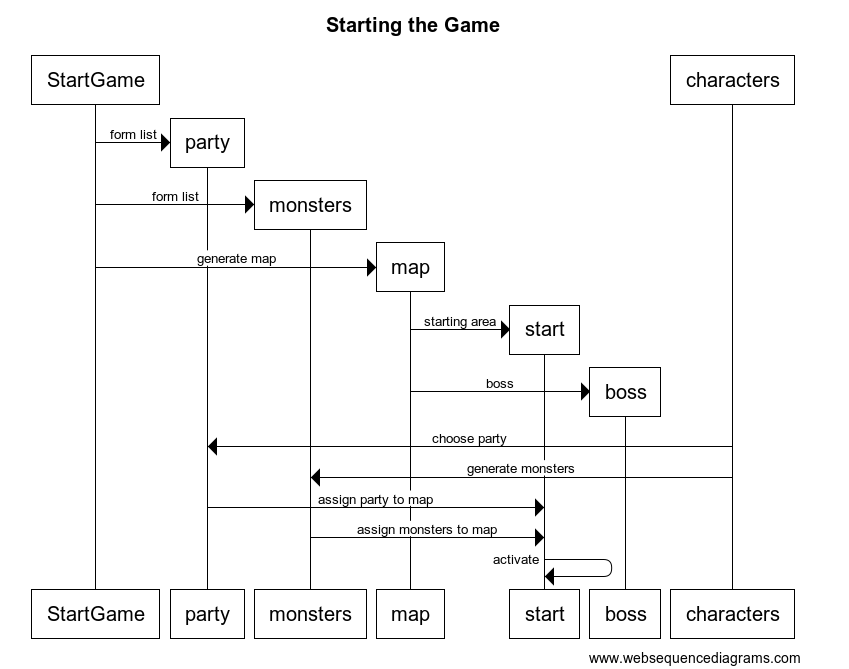 Starting the Game
StartGame
characters
form list
party
form list
monsters
generate map
map
starting area
start
boss
boss
choose party
generate monsters
assign party to map
assign monsters to map
activate
StartGame
party
monsters
map
start
boss
characters
www.websequencediagrams.com